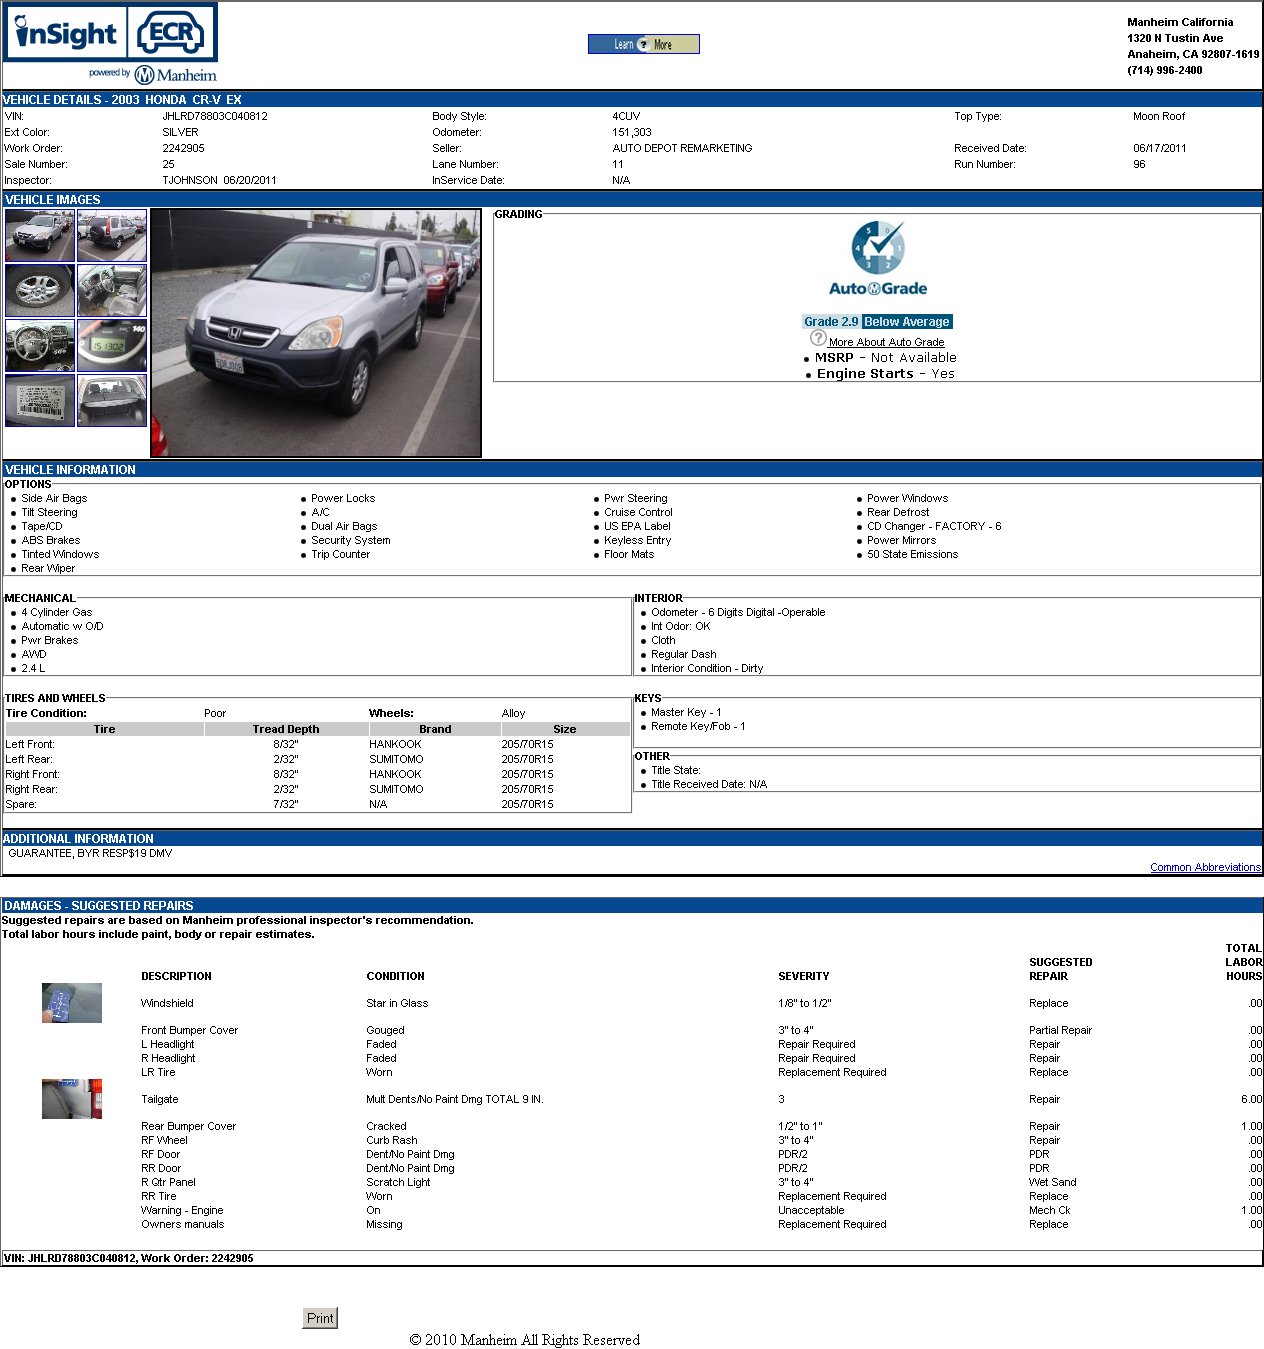 inSight ECR
powered by Manheim
Learn ? More
Manheim California
1320 N Tustin Ave
Anaheim, CA 92807-1619
(714) 996-2400
VEHICLE DETAILS - 2003 HONDA CR-V EX
VIN: JHLRD78803C040812 Body Style: 4CUV Top Type: Moon Roof
Ext Color: SILVER Odometer: 151,303
Work Order: 2242905 Seller: AUTO DEPOT REMARKETING Received Date: 06/17/2011
Sale Number: 25 Lane Number: 11 Run Number: 96
Inspector: TJOHNSON 06/20/2011 InService Date: N/A
VEHICLE IMAGES
GRADING
5 0 4 1 3 2
AutoGrade
Grade 2.9 Below Average
? More About Auto Grade
MSRP - Not Available
Engine Starts - Yes
VEHICLE INFORMATION
OPTIONS
Side Air Bags Power Locks Pwr Steering Power Windows
Tilt Steering A/C Cruise Control Rear Defrost
Tape/CD Dual Air Bags US EPA Label CD Changer - FACTORY - 6
ABS Brakes Security System Keyless Entry Power Mirrors
Tinted Windows Trip Counter Floor Mats 50 State Emissions
Rear Wiper
MECHANICAL
4 Cylinder Gas
Automatic w O/D
Pwr Brakes
AWD
2.4 L
INTERIOR
Odometer - 6 Digits Digital -Operable
Int Odor: OK
Cloth
Regular Dash
Interior Condition - Dirty
TIRES AND WHEELS
Tire Condition: Poor Wheels: Alloy
Tire Tread Depth Brand Size
Left Front: 8/32" HANKOOK 205/70R15
Left Rear: 2/32" SUMITOMO 205/70R15
Right Front: 8/32" HANKOOK 205/70R15
Right Rear: 2/32" SUMITOMO 205/70R15
Spare: 7/32" N/A 205/70R15
KEYS
Master Key - 1
Remote Key/Fob - 1
OTHER
Title State:
Title Received Date: N/A
ADDITIONAL INFORMATION
GUARANTEE, BYR RESP$19 DMV
Common Abbreviations
DAMAGES - SUGGESTED REPAIRS
Suggested repairs are based on Manheim professional inspector's recommendation.
Total labor hours include paint, body or repair estimates.
DESCRIPTION CONDITION SEVERITY SUGGESTED REPAIR TOTAL LABOR HOURS
Windshield Star in Glass 1/8" to 1/2" Replace .00
Front Bumper Cover Gouged 3" to 4" Partial Repair .00
L Headlight Faded Repair Required Repair .00
R Headlight Faded Repair Required Repair .00
LR Tire Worn Replacement Required Replace .00
Tailgate Mult Dents/No Paint Dmg TOTAL 9 IN. 3 Repair 6.00
Rear Bumper Cover Cracked 1/2" to 1" Repair 1.00
RF Wheel Curb Rash 3" to 4" Repair .00
RF Door Dent/No Paint Dmg PDR/2 PDR .00
RR Door Dent/No Paint Dmg PDR/2 PDR .00
R Qtr Panel Scratch Light 3" to 4" Wet Sand .00
RR Tire Worn Replacement Required Replace .00
Warning - Engine On Unacceptable Mech Ck 1.00
Owners manuals Missing Replacement Required Replace .00
VIN: JHLRD78803C040812, Work Order: 2242905
Print
© 2010 Manheim All Rights Reserved